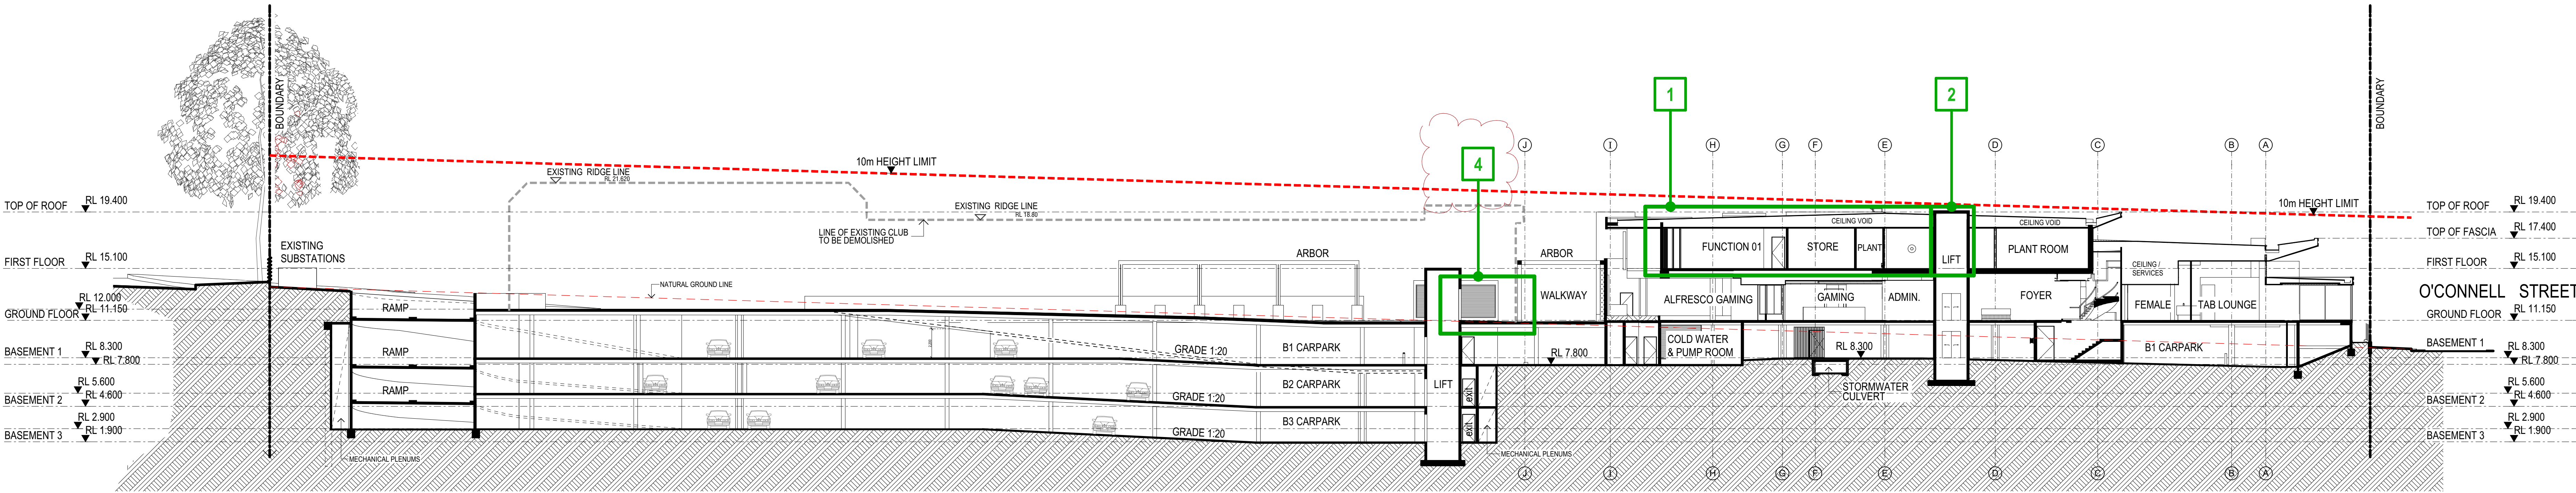 1
2
4
BOUNDARY
BOUNDARY
J
I
H
G
F
E
D
C
B
A
10m HEIGHT LIMIT
EXISTING RIDGE LINE
RL 21.620
EXISTING RIDGE LINE
RL 18.80
LINE OF EXISTING CLUB
TO BE DEMOLISHED
TOP OF ROOF RL 19.400
10m HEIGHT LIMIT
TOP OF ROOF RL 19.400
TOP OF FASCIA RL 17.400
CEILING VOID
CEILING VOID
FUNCTION 01
STORE
PLANT
LIFT
PLANT ROOM
EXISTING
SUBSTATIONS
FIRST FLOOR RL 15.100
ARBOR
ARBOR
CEILING /
SERVICES
FIRST FLOOR RL 15.100
NATURAL GROUND LINE
WALKWAY
ALFRESCO GAMING
GAMING
ADMIN.
FOYER
FEMALE
TAB LOUNGE
O'CONNELL STREET
RL 12.000
GROUND FLOOR RL 11.150
RAMP
GROUND FLOOR RL 11.150
BASEMENT 1 RL 8.300
RL 7.800
RAMP
GRADE 1:20
B1 CARPARK
RL 7.800
COLD WATER
& PUMP ROOM
RL 8.300
B1 CARPARK
BASEMENT 1 RL 8.300
RL 7.800
RL 5.600
BASEMENT 2 RL 4.600
RAMP
GRADE 1:20
B2 CARPARK
LIFT
exit
STORMWATER
CULVERT
RL 5.600
BASEMENT 2 RL 4.600
RL 2.900
BASEMENT 3 RL 1.900
GRADE 1:20
B3 CARPARK
exit
RL 2.900
BASEMENT 3 RL 1.900
MECHANICAL PLENUMS
MECHANICAL PLENUMS
J
I
H
G
F
E
D
C
B
A